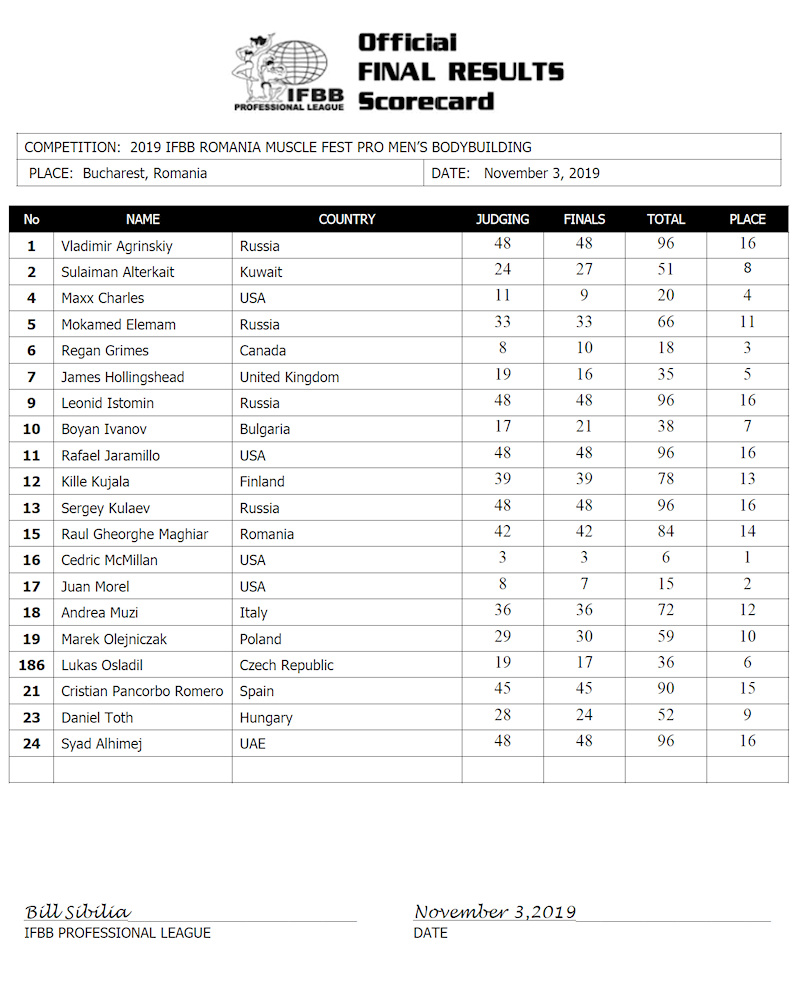 Official
FINAL RESULTS
Scorecard
IFBB
PROFESSIONAL LEAGUE
COMPETITION: 2019 IFBB ROMANIA MUSCLE FEST PRO MEN’S BODYBUILDING
PLACE: Bucharest, Romania DATE: November 3, 2019
No NAME COUNTRY JUDGING FINALS TOTAL PLACE
1 Vladimir Agrinskiy Russia 48 48 96 16
2 Sulaiman Alterkait Kuwait 24 27 51 8
4 Maxx Charles USA 11 9 20 4
5 Mokamed Elemam Russia 33 33 66 11
6 Regan Grimes Canada 8 10 18 3
7 James Hollingshead United Kingdom 19 16 35 5
9 Leonid Istomin Russia 48 48 96 16
10 Boyan Ivanov Bulgaria 17 21 38 7
11 Rafael Jaramillo USA 48 48 96 16
12 Kille Kujala Finland 39 39 78 13
13 Sergey Kulaev Russia 48 48 96 16
15 Raul Gheorghe Maghiar Romania 42 42 84 14
16 Cedric McMillan USA 3 3 6 1
17 Juan Morel USA 8 7 15 2
18 Andrea Muzi Italy 36 36 72 12
19 Marek Olejniczak Poland 29 30 59 10
186 Lukas Osladil Czech Republic 19 17 36 6
21 Cristian Pancorbo Romero Spain 45 45 90 15
23 Daniel Toth Hungary 28 24 52 9
24 Syad Alhimej UAE 48 48 96 16
Bill Sibilia November 3,2019
IFBB PROFESSIONAL LEAGUE DATE